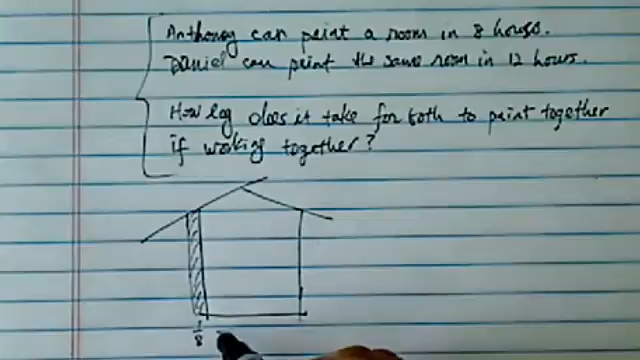 Anthony can paint a room in 8 hours.
Daniel can paint the same room in 12 hours.
How log does it take for both to paint together
if working together?
1/8